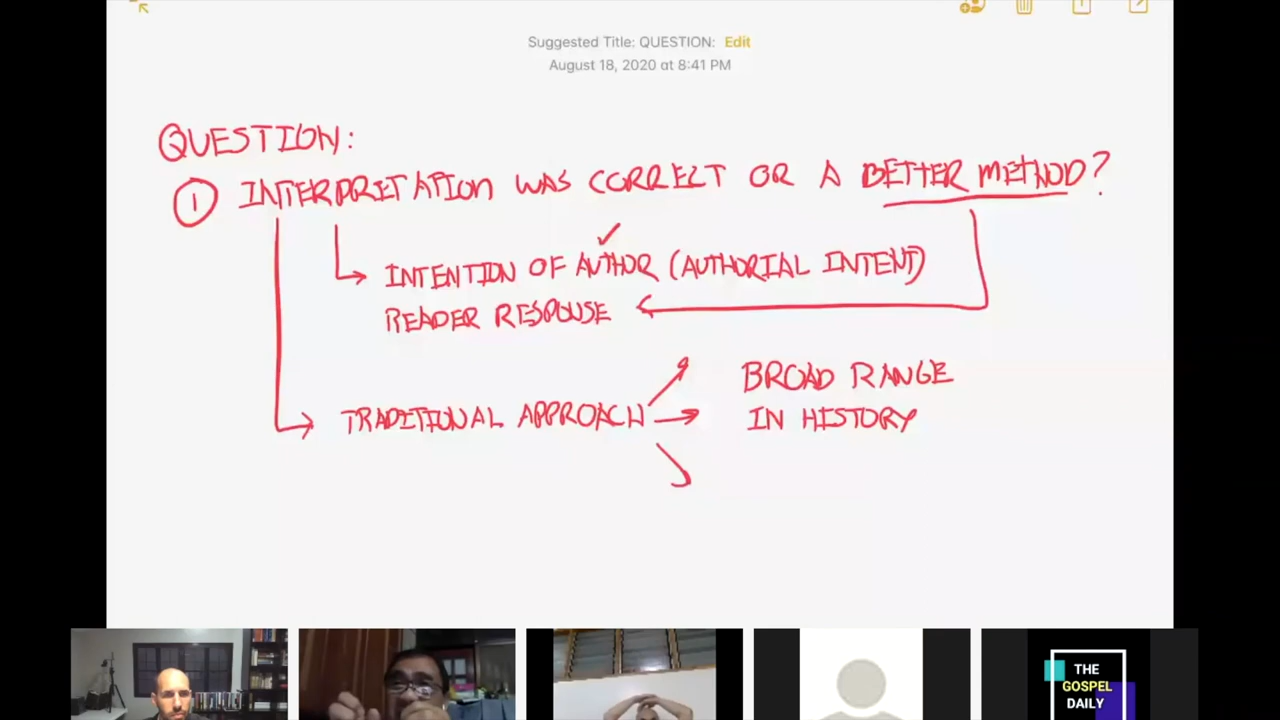 Suggested Title: QUESTION: Edit
August 18, 2020 at 8:41 PM
QUESTION:
1 INTERPRETATION WAS CORRECT OR A BETTER METHOD?
INTENTION OF AUTHOR (AUTHORIAL INTENT)
READER RESPONSE
TRADITIONAL APPROACH
BROAD RANGE
IN HISTORY
THE
GOSPEL
DAILY